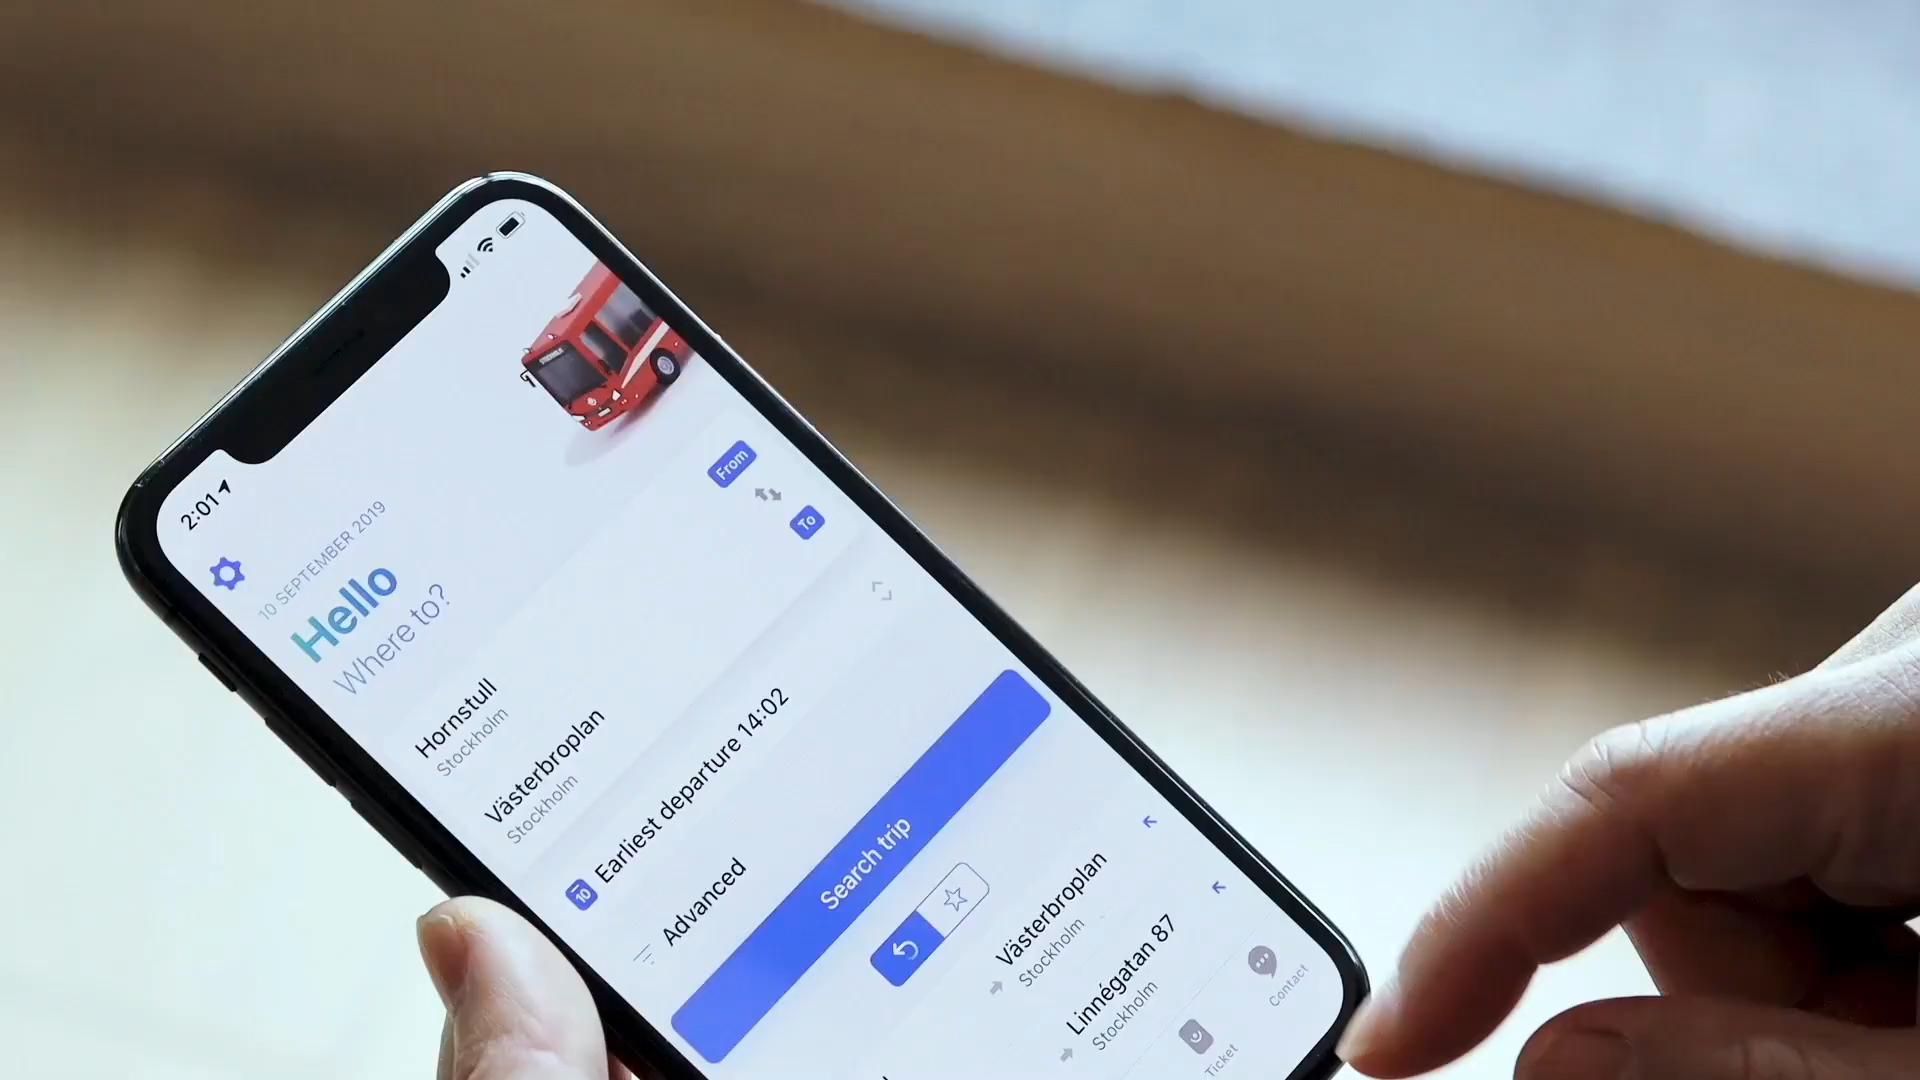 2:01
10 SEPTEMBER 2019
Hello
Where to?
From
Hornstull
Stockholm
To
Västerbroplan
Stockholm
10
Earliest departure 14:02
Advanced
Search trip
Västerbroplan
Stockholm
Linnégatan 87
Stockholm
Ticket
Contact